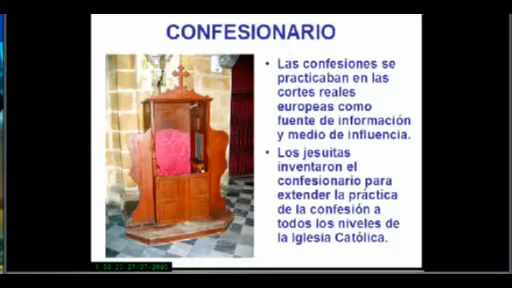 CONFESIONARIO
• Las confesiones se
practicaban en las
cortes reales
europeas como
fuente de información
y medio de influencia.
• Los jesuitas
inventaron el
confesionario para
extender la práctica
de la confesión a
todos los niveles de
la Iglesia Católica.